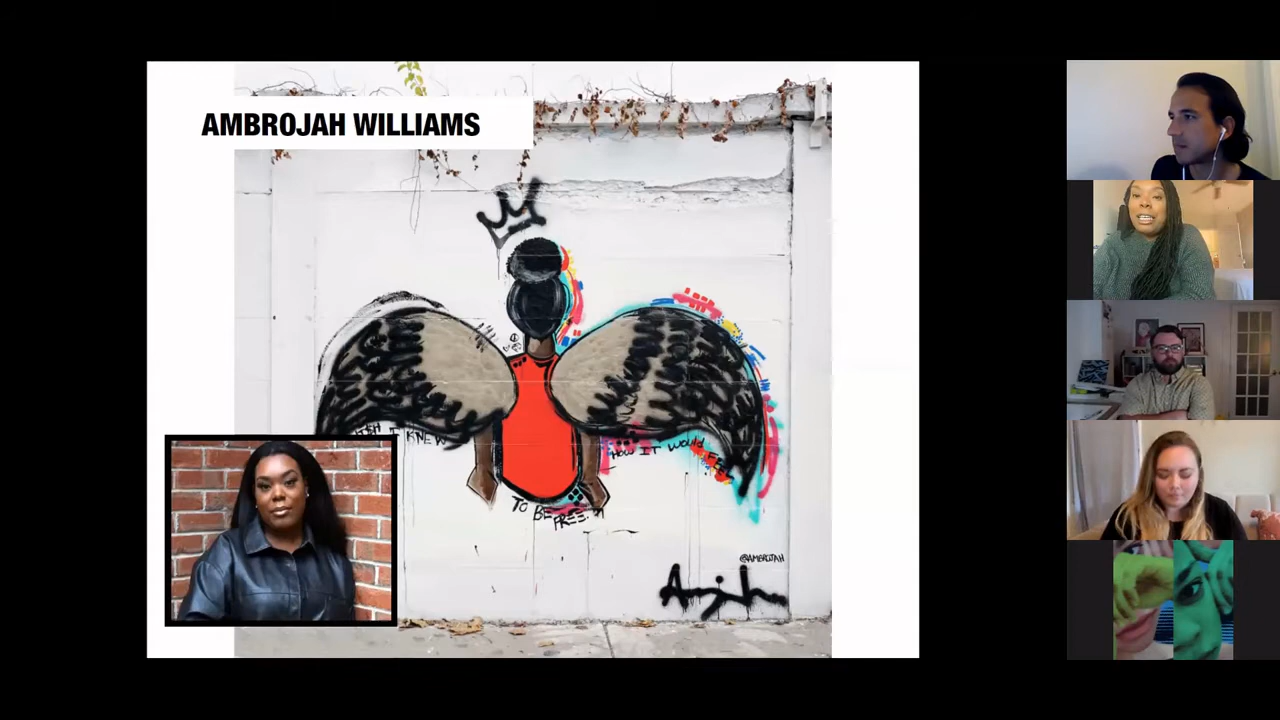 AMBROJAH WILLIAMS
I KNEW
HOW IT WOULD FEEL
TO BE
FREE
@AMBROJAH